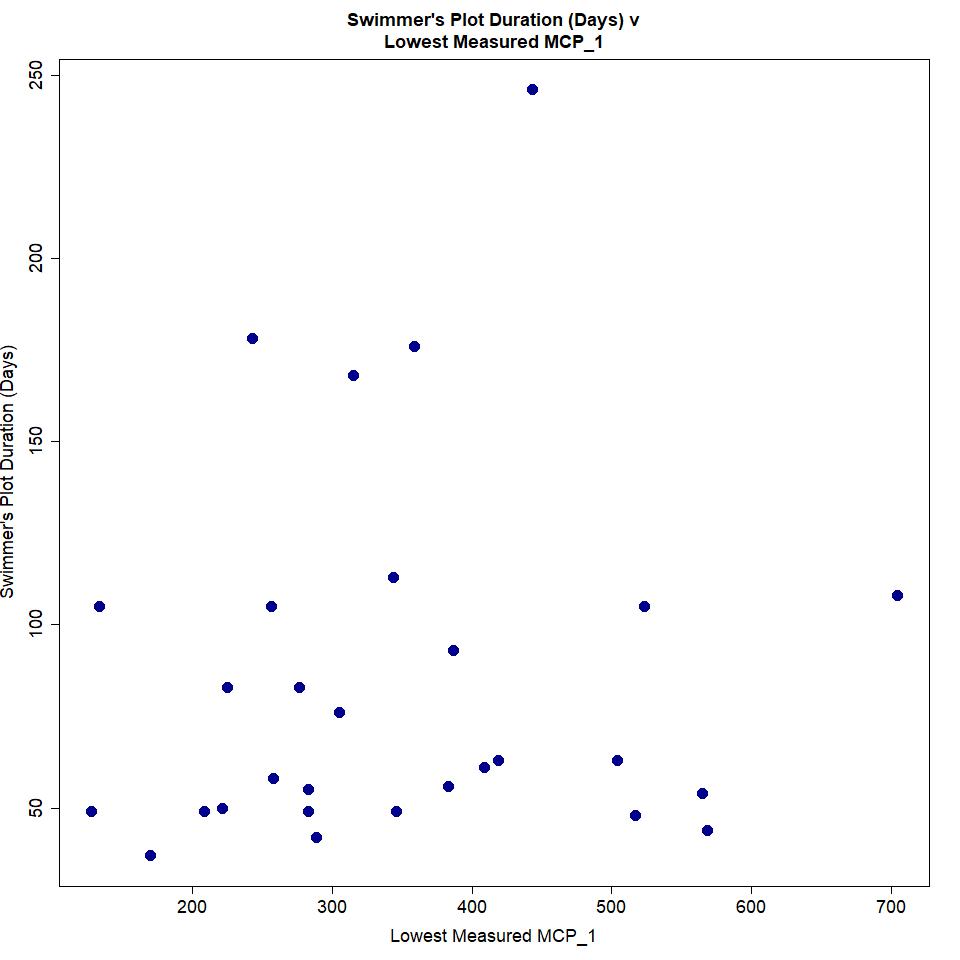 Swimmer's Plot Duration (Days) v
Lowest Measured MCP_1
Swimmer's Plot Duration (Days)
250
200
150
100
50
200 300 400 500 600 700
Lowest Measured MCP_1